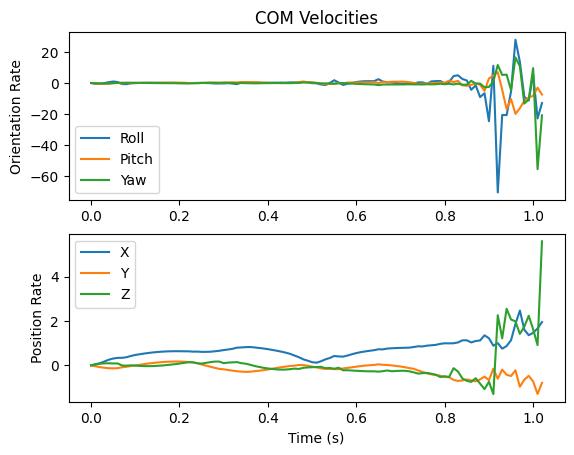 COM Velocities
Orientation Rate
20
0
−20
−40
−60
Roll
Pitch
Yaw
0.0 0.2 0.4 0.6 0.8 1.0
Position Rate
4
2
0
X
Y
Z
0.0 0.2 0.4 0.6 0.8 1.0
Time (s)